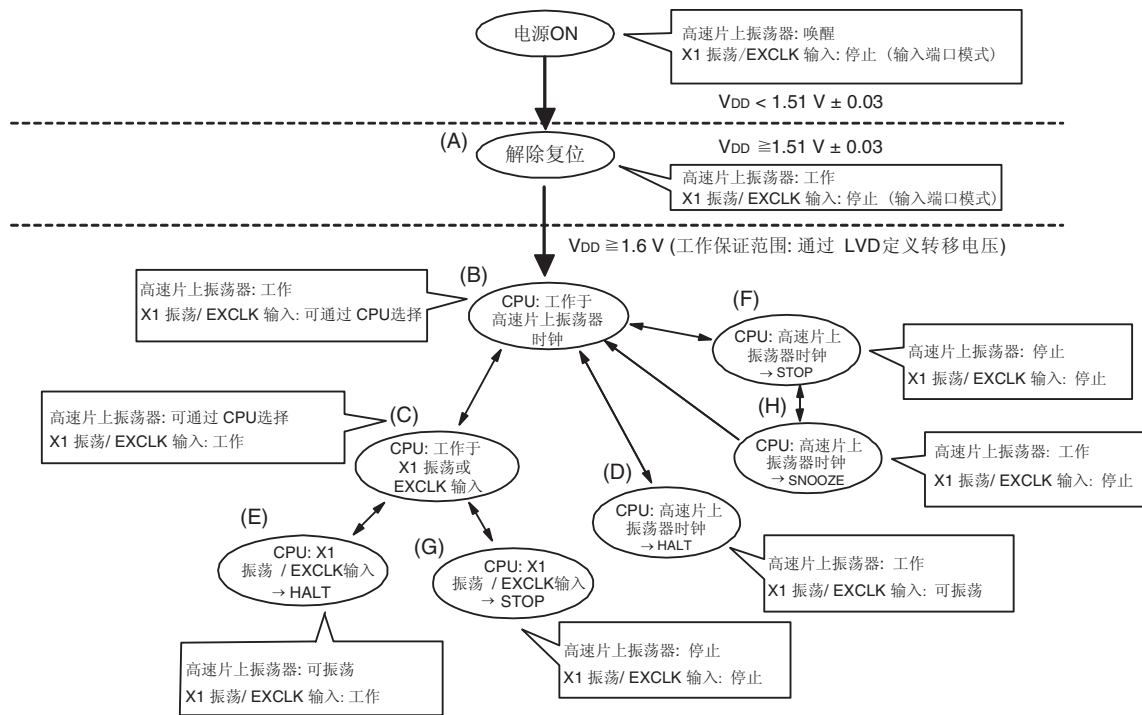 电源ON
高速片上振荡器: 唤醒
X1 振荡/EXCLK 输入: 停止（输入端口模式）
VDD < 1.51 V ± 0.03
(A)
解除复位
VDD ≧1.51 V ± 0.03
高速片上振荡器: 工作
X1 振荡/ EXCLK 输入: 停止（输入端口模式）
VDD ≧1.6 V (工作保证范围: 通过 LVD定义转移电压)
(B)
高速片上振荡器: 工作
X1 振荡/ EXCLK 输入: 可通过 CPU选择
CPU: 工作于
高速片上振荡器
时钟
(F)
CPU: 高速片上
振荡器时钟
→ STOP
高速片上振荡器: 停止
X1 振荡/ EXCLK 输入: 停止
高速片上振荡器: 可通过 CPU选择
X1 振荡/ EXCLK 输入: 工作
(C)
CPU: 工作于
X1 振荡或
EXCLK 输入
(H)
CPU: 高速片上
振荡器时钟
→ SNOOZE
高速片上振荡器: 工作
X1 振荡/ EXCLK 输入: 停止
(D)
CPU: 高速片上
振荡器时钟
→ HALT
高速片上振荡器: 工作
X1 振荡/ EXCLK 输入: 可振荡
(E)
CPU: X1
振荡 / EXCLK输入
→ HALT
(G)
CPU: X1
振荡 / EXCLK输入
→ STOP
高速片上振荡器: 可振荡
X1 振荡/ EXCLK 输入: 工作
高速片上振荡器: 停止
X1 振荡/ EXCLK 输入: 停止